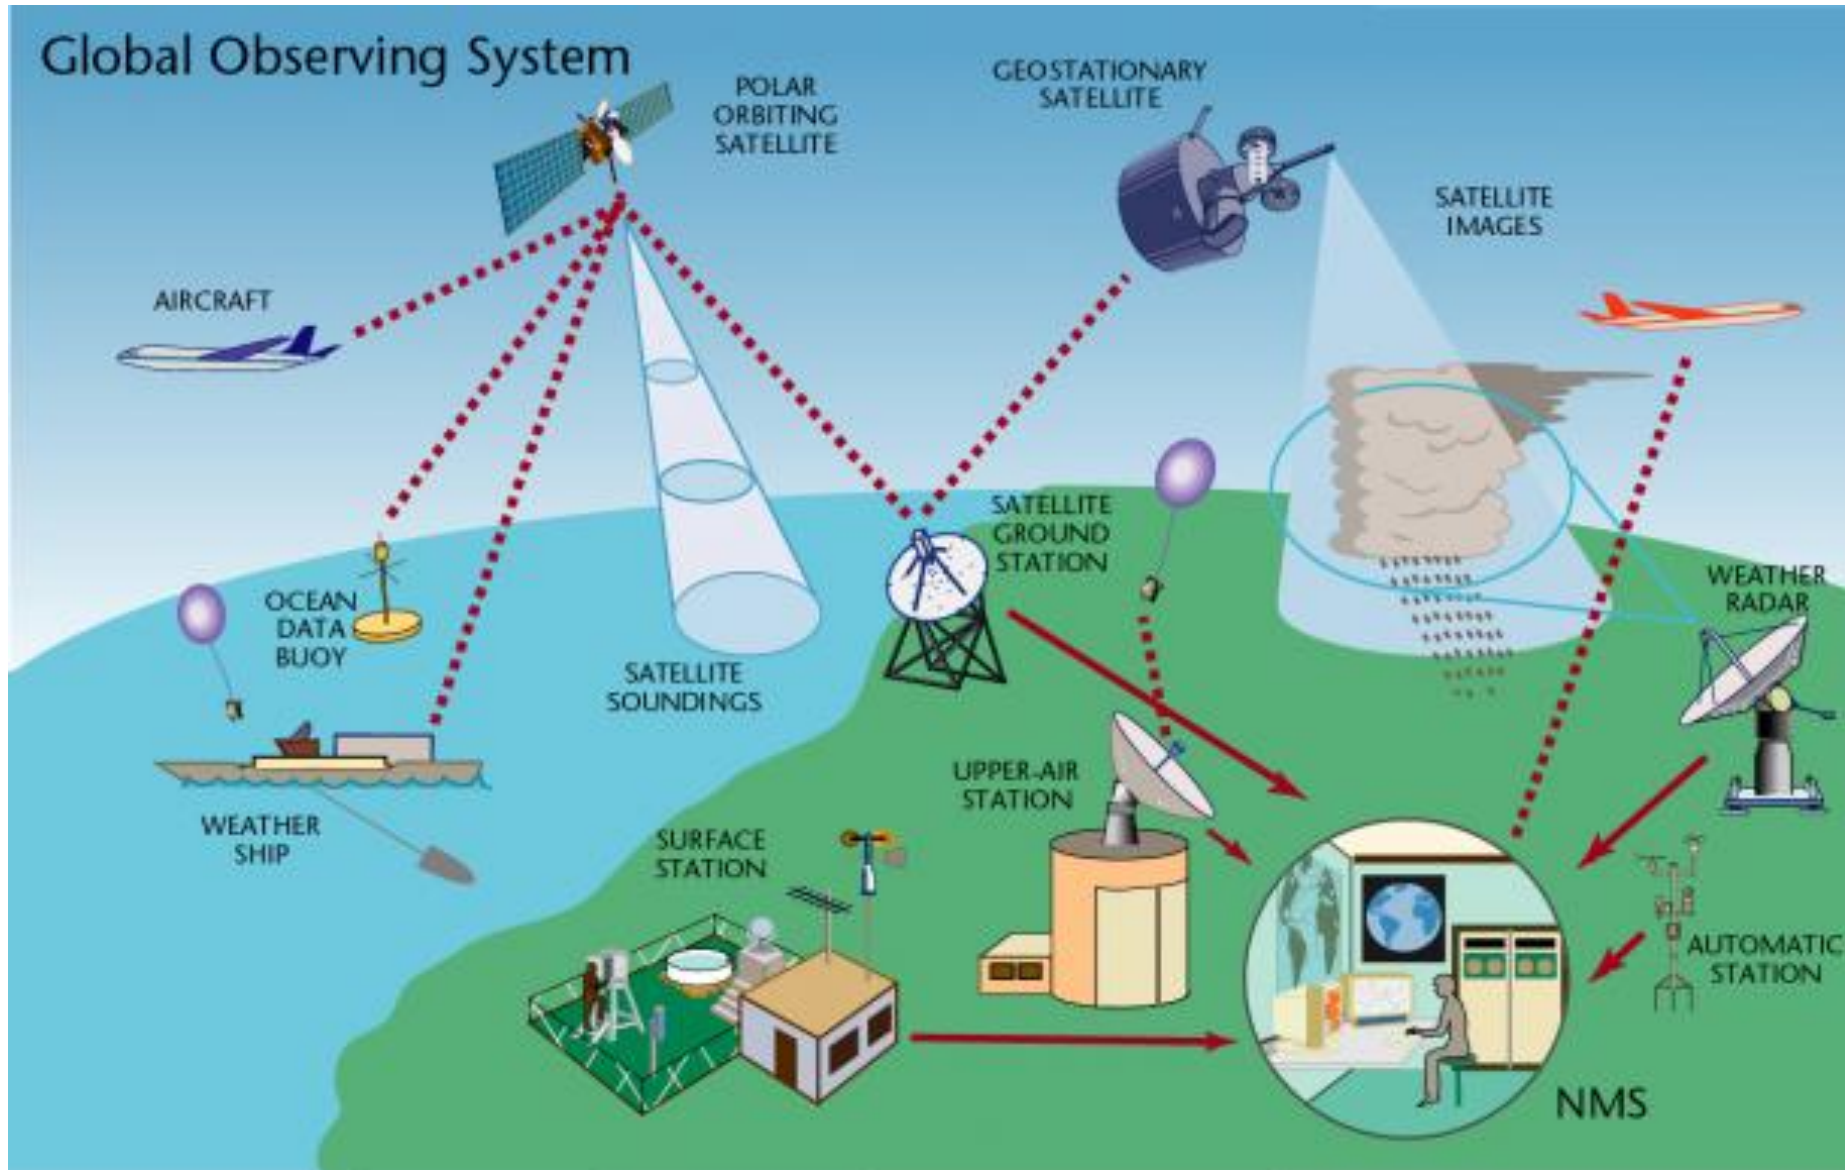 Global Observing System
POLAR
ORBITING
SATELLITE
GEOSTATIONARY
SATELLITE
SATELLITE
IMAGES
AIRCRAFT
OCEAN
DATA
BUOY
SATELLITE
GROUND
STATION
WEATHER
RADAR
SATELLITE
SOUNDINGS
UPPER-AIR
STATION
WEATHER
SHIP
SURFACE
STATION
AUTOMATIC
STATION
NMS